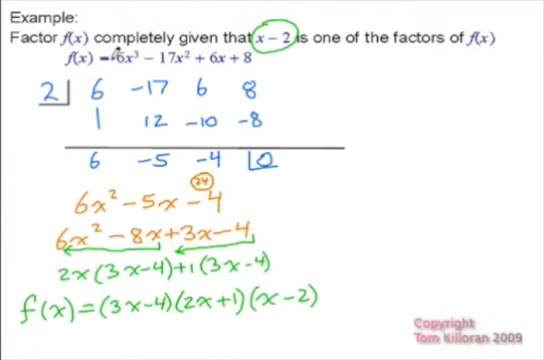 Example:
Factor f(x) completely given that x – 2 is one of the factors of f(x)
f(x) = 6x³ – 17x² + 6x + 8
2 6 -17 6 8
1 12 -10 -8
6 -5 -4 0
24
6x² - 5x - 4
6x² - 8x + 3x - 4
2x(3x-4)+1(3x-4)
f(x) = (3x-4)(2x+1)(x-2)
Copyright
Tom Killoran 2009